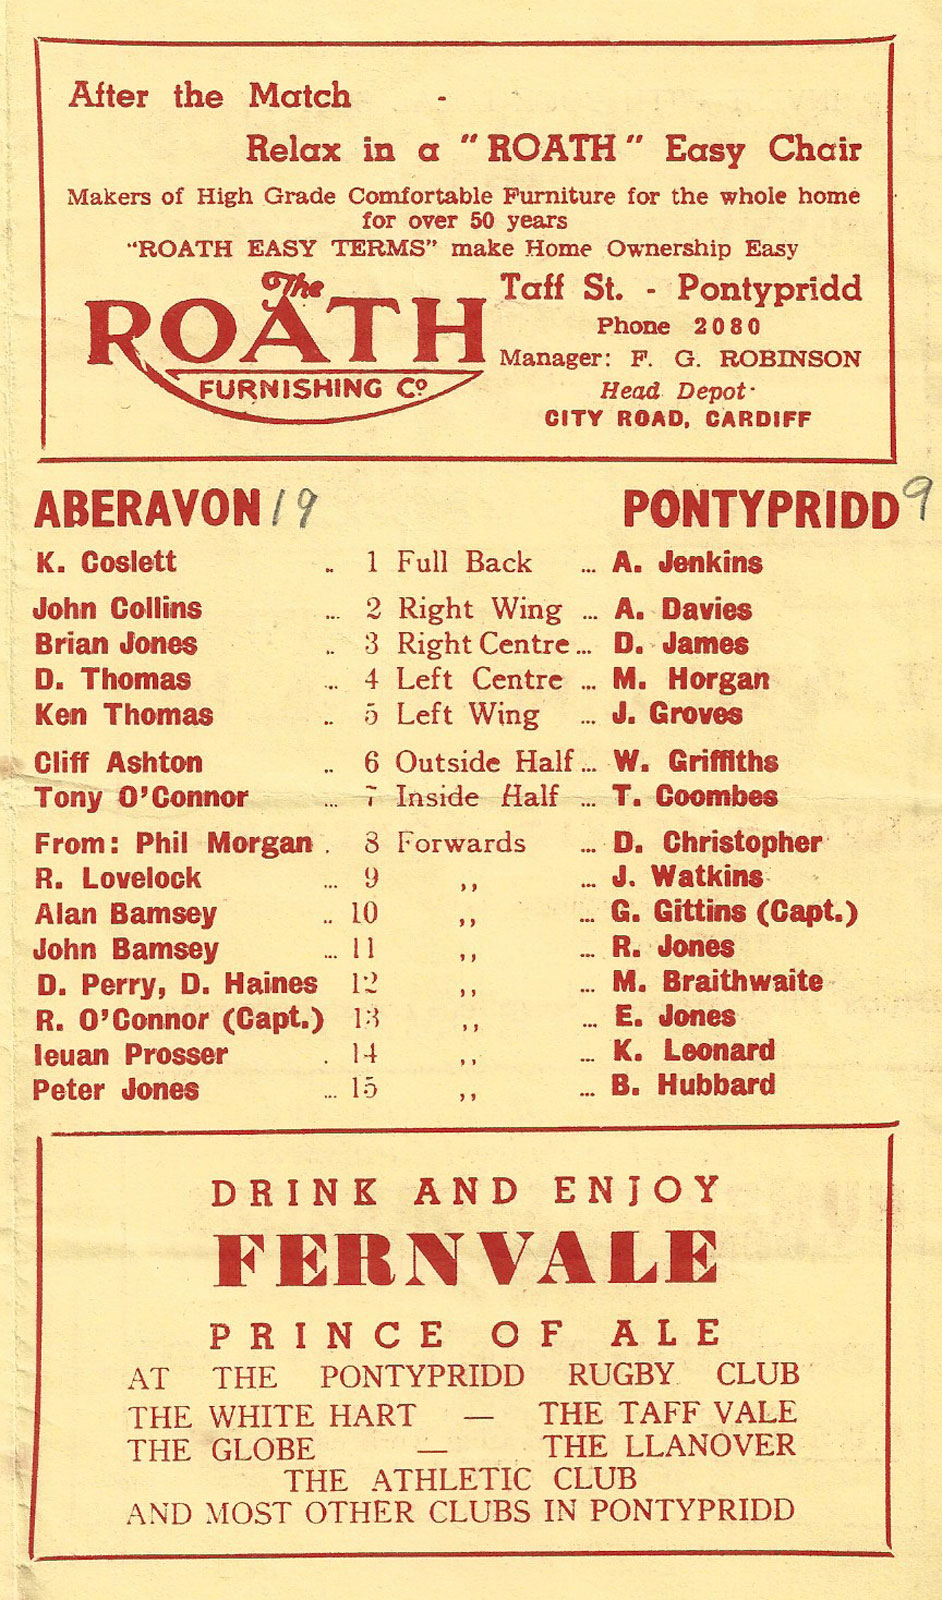 After the Match -
Relax in a "ROATH" Easy Chair
Makers of High Grade Comfortable Furniture for the whole home
for over 50 years
"ROATH EASY TERMS" make Home Ownership Easy
The
ROATH
FURNISHING Co.
Taff St. - Pontypridd
Phone 2080
Manager: F. G. ROBINSON
Head Depot·
CITY ROAD, CARDIFF
ABERAVON 19 PONTYPRIDD 9
K. Coslett .. 1 Full Back ... A. Jenkins
John Collins ... 2 Right Wing ... A. Davies
Brian Jones .. 3 Right Centre ... D. James
D. Thomas ... 4 Left Centre ... M. Horgan
Ken Thomas .. 5 Left Wing ... J. Groves
Cliff Ashton .. 6 Outside Half ... W. Griffiths
Tony O'Connor ... 7 Inside Half ... T. Coombes
From: Phil Morgan . 8 Forwards ... D. Christopher
R. Lovelock ... 9 ,, ... J. Watkins
Alan Bamsey .. 10 ,, ... G. Gittins (Capt.)
John Bamsey ... 11 ,, ... R. Jones
D. Perry, D. Haines 12 ,, ... M. Braithwaite
R. O'Connor (Capt.) 13 ,, ... E. Jones
Ieuan Prosser . 14 ,, ... K. Leonard
Peter Jones ... 15 ,, ... B. Hubbard
DRINK AND ENJOY
FERNVALE
PRINCE OF ALE
AT THE PONTYPRIDD RUGBY CLUB
THE WHITE HART — THE TAFF VALE
THE GLOBE — THE LLANOVER
THE ATHLETIC CLUB
AND MOST OTHER CLUBS IN PONTYPRIDD